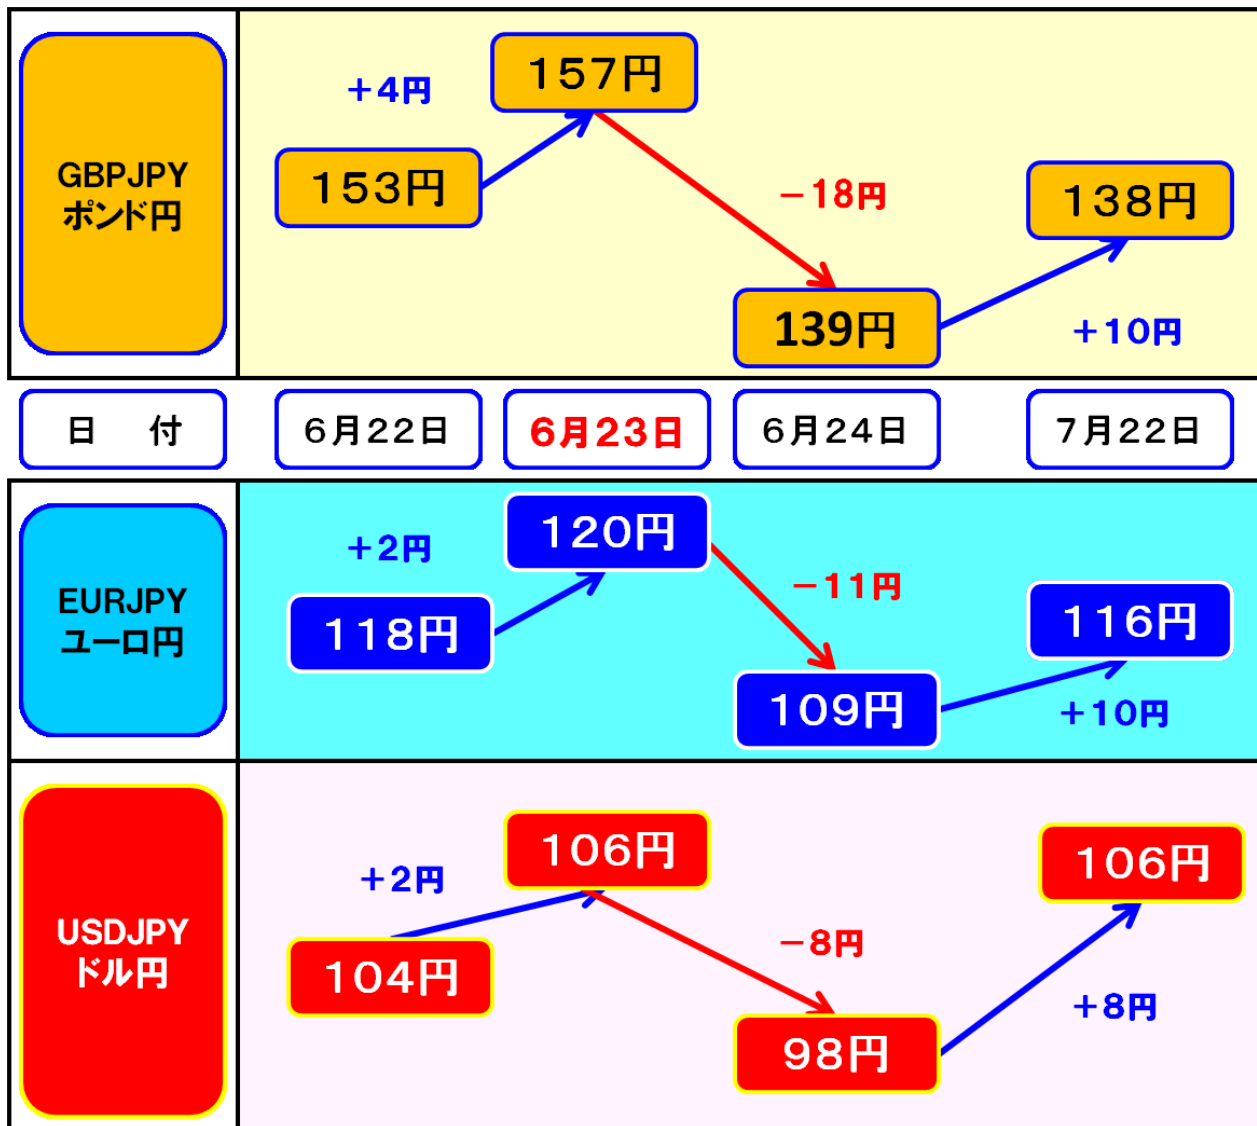 GBPJPY
ポンド円
+4円
153円
157円
-18円
139円
138円
+10円
日 付
6月22日
6月23日
6月24日
7月22日
EURJPY
ユーロ円
+2円
118円
120円
-11円
109円
116円
+10円
USDJPY
ドル円
+2円
104円
106円
-8円
98円
106円
+8円